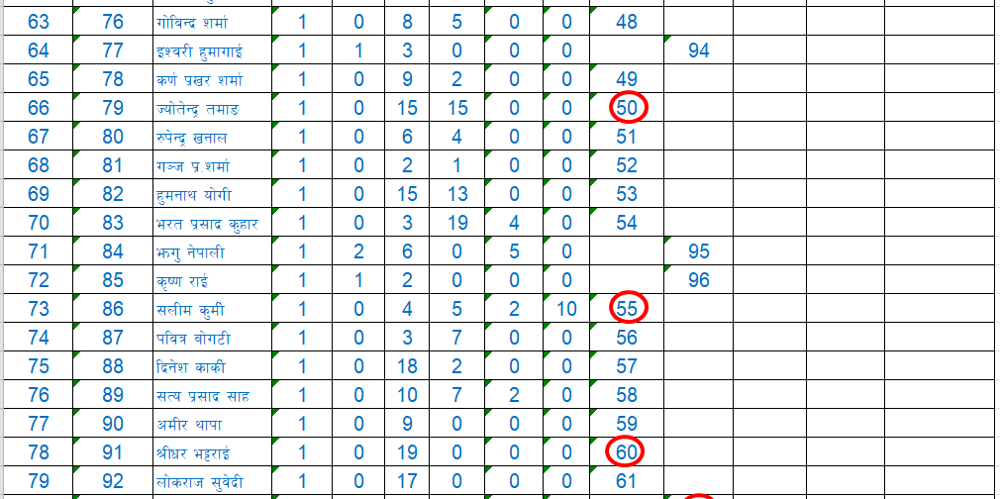 63 76 गोविन्द शर्मा 1 0 8 5 0 0 48
64 77 इश्वरी हुमागाई 1 1 3 0 0 0 94
65 78 कर्ण प्रखर शर्मा 1 0 9 2 0 0 49
66 79 ज्योतेन्द्र तमाङ 1 0 15 15 0 0 50
67 80 रुपेन्द्र खनाल 1 0 6 4 0 0 51
68 81 गञ्ज प्र.शर्मा 1 0 2 1 0 0 52
69 82 हुमनाथ योगी 1 0 15 13 0 0 53
70 83 भरत प्रसाद कुहार 1 0 3 19 4 0 54
71 84 झगु नेपाली 1 2 6 0 5 0 95
72 85 कृष्ण राई 1 1 2 0 0 0 96
73 86 सलीम कुर्मी 1 0 4 5 2 10 55
74 87 पवित्र बोगटी 1 0 3 7 0 0 56
75 88 दिनेश कार्की 1 0 18 2 0 0 57
76 89 सत्य प्रसाद साह 1 0 10 7 2 0 58
77 90 अमीर थापा 1 0 9 0 0 0 59
78 91 श्रीधर भट्टराई 1 0 19 0 0 0 60
79 92 लोकराज सुवेदी 1 0 17 0 0 0 61